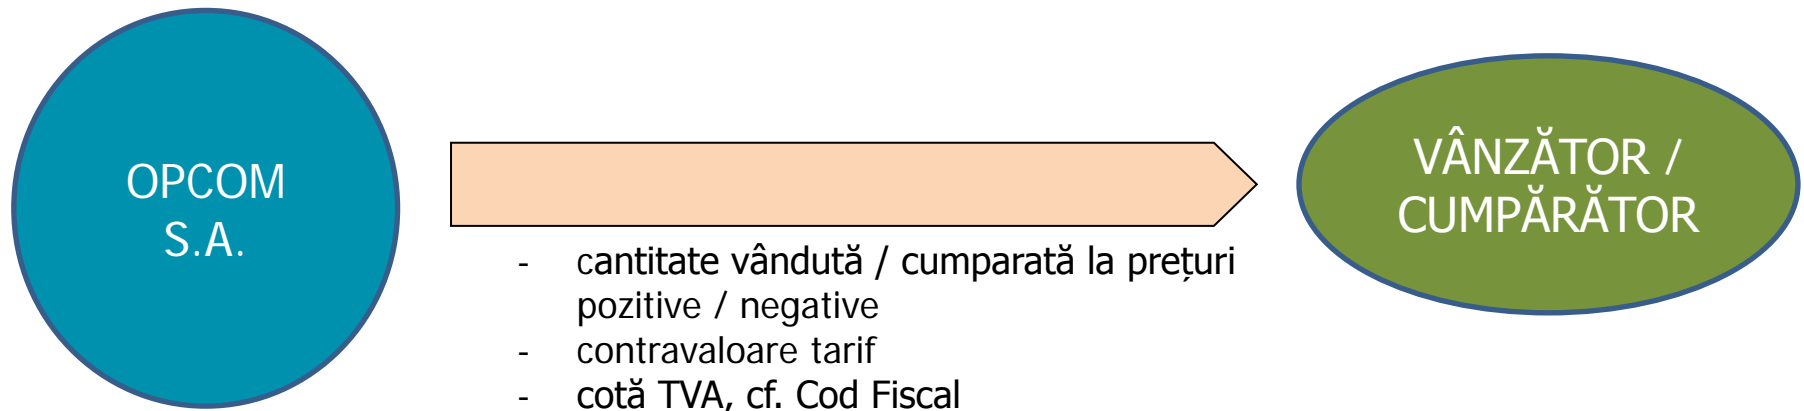 OPCOM
S.A.
VÂNZĂTOR /
CUMPĂRĂTOR
- cantitate vândută / cumparată la prețuri
pozitive / negative
- contravaloare tarif
- cotă TVA, cf. Cod Fiscal